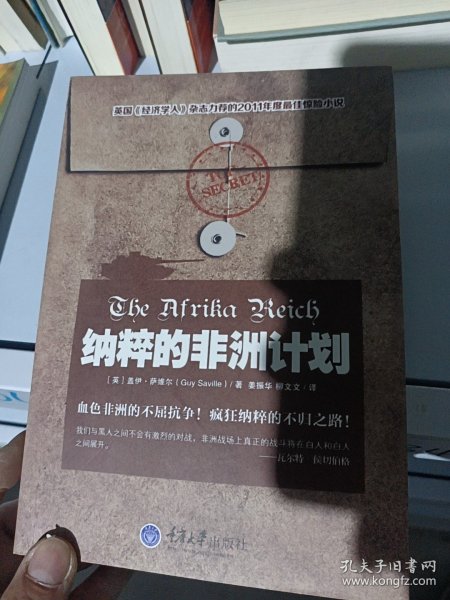 英国《经济学人》杂志力荐的2011年度最佳惊险小说
TOP
SECRET
The Afrika Reich
纳粹的非洲计划
[英] 盖伊·萨维尔(Guy Saville)/著 姜振华 柳文文/译
血色非洲的不屈抗争！疯狂纳粹的不归之路！
我们与黑人之间不会有激烈的对战，非洲战场上真正的战斗将在白人和白人
之间展开。
——瓦尔特 侯切伯格
重庆大学出版社
孔夫子旧书网
www.kongfz.com